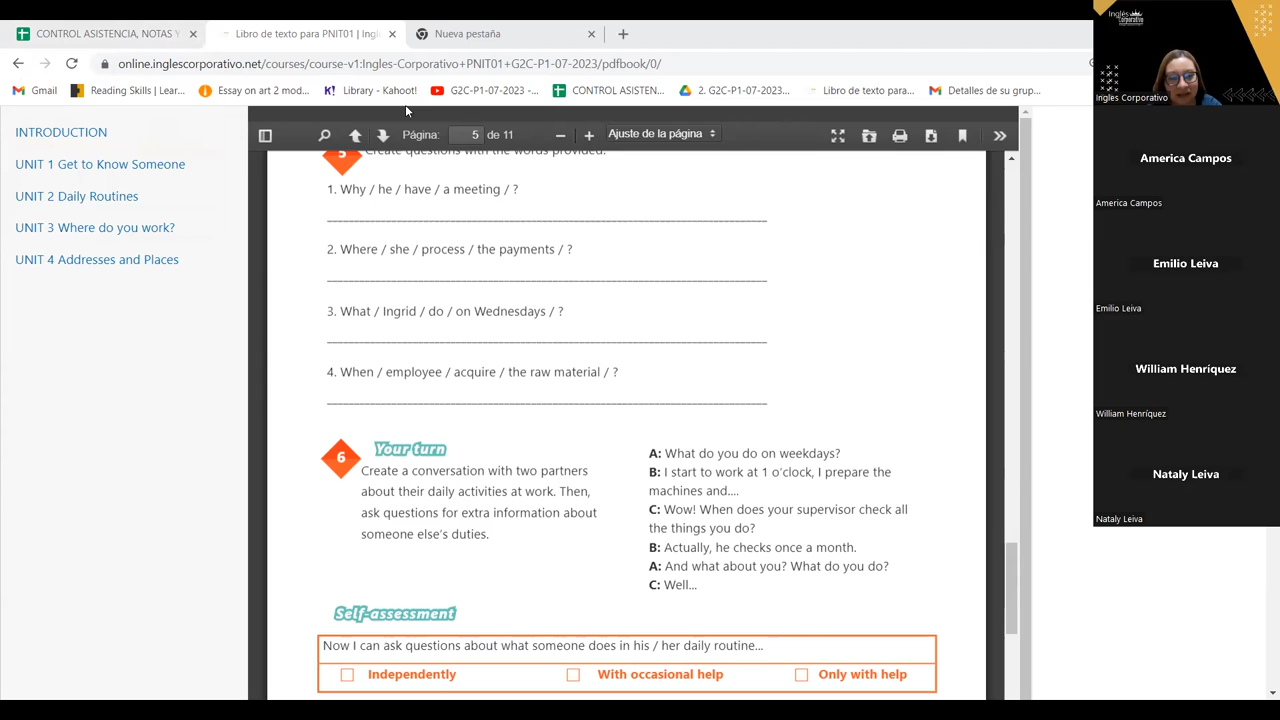 CONTROL ASISTENCIA, NOTAS Y
Libro de texto para PNIT01 | Ingl
Nueva pestaña
online.inglescorporativo.net/courses/course-v1:Ingles-Corporativo+PNIT01+G2C-P1-07-2023/pdfbook/0/
Gmail
Reading Skills | Lear...
Essay on art 2 mod...
Library - Kahoot!
G2C-P1-07-2023 -...
CONTROL ASISTEN...
2. G2C-P1-07-2023...
Libro de texto para...
Detalles de su grup...
INTRODUCTION
UNIT 1 Get to Know Someone
UNIT 2 Daily Routines
UNIT 3 Where do you work?
UNIT 4 Addresses and Places
Página: 5 de 11
Ajuste de la página
5 Create questions with the words provided.
1. Why / he / have / a meeting / ?
2. Where / she / process / the payments / ?
3. What / Ingrid / do / on Wednesdays / ?
4. When / employee / acquire / the raw material / ?
6
Your turn
Create a conversation with two partners
about their daily activities at work. Then,
ask questions for extra information about
someone else's duties.
A: What do you do on weekdays?
B: I start to work at 1 o'clock, I prepare the
machines and....
C: Wow! When does your supervisor check all
the things you do?
B: Actually, he checks once a month.
A: And what about you? What do you do?
C: Well...
Self-assessment
Now I can ask questions about what someone does in his / her daily routine...
Independently
With occasional help
Only with help
Inglés
Corporativo
Ingles Corporativo
America Campos
America Campos
Emilio Leiva
Emilio Leiva
William Henríquez
William Henríquez
Nataly Leiva
Nataly Leiva